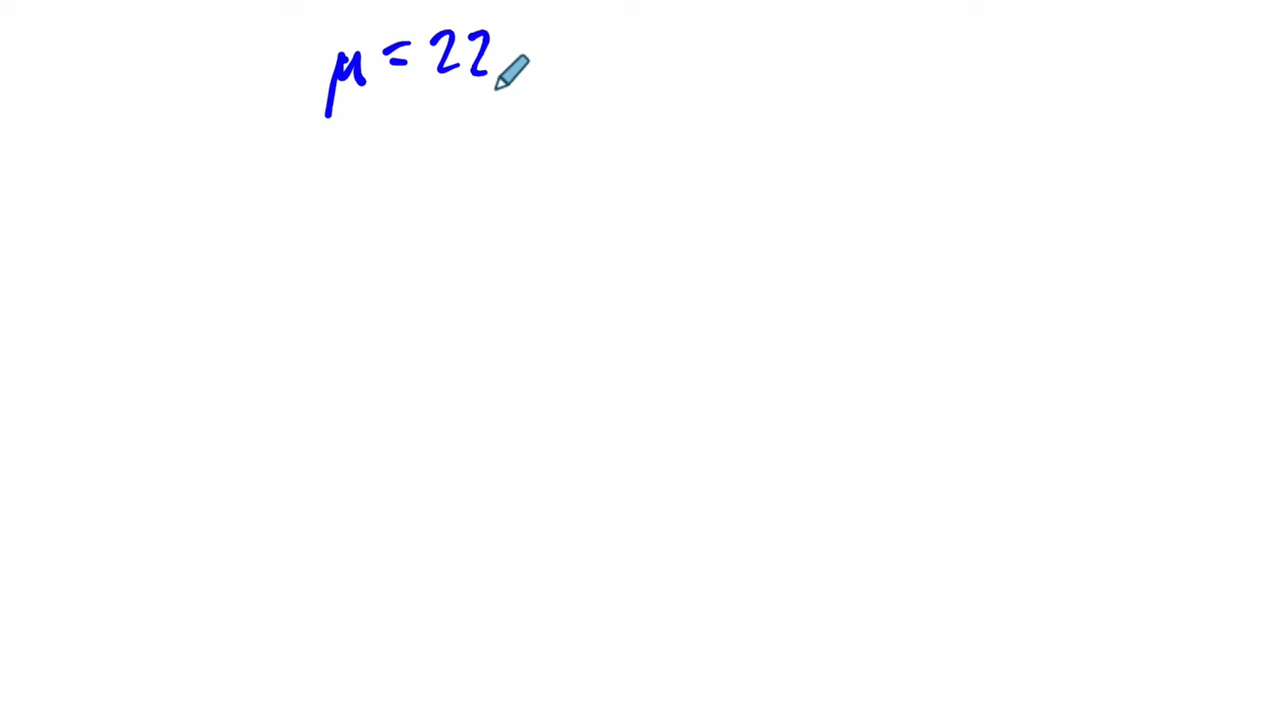 μ = 22